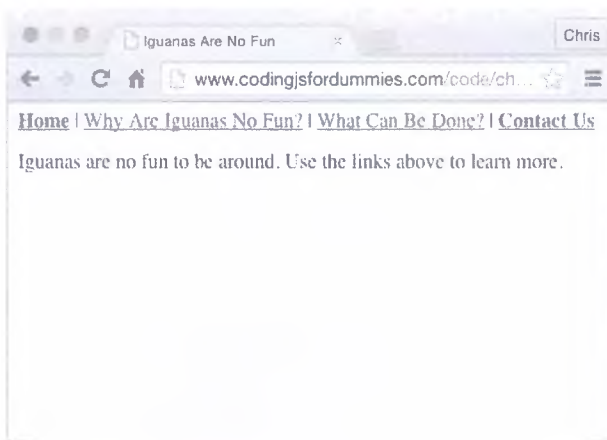 Iguanas Are No Fun
Chris
www.codingjsfordummies.com/code/ch...
Home | Why Are Iguanas No Fun? | What Can Be Done? | Contact Us
Iguanas are no fun to be around. Use the links above to learn more.